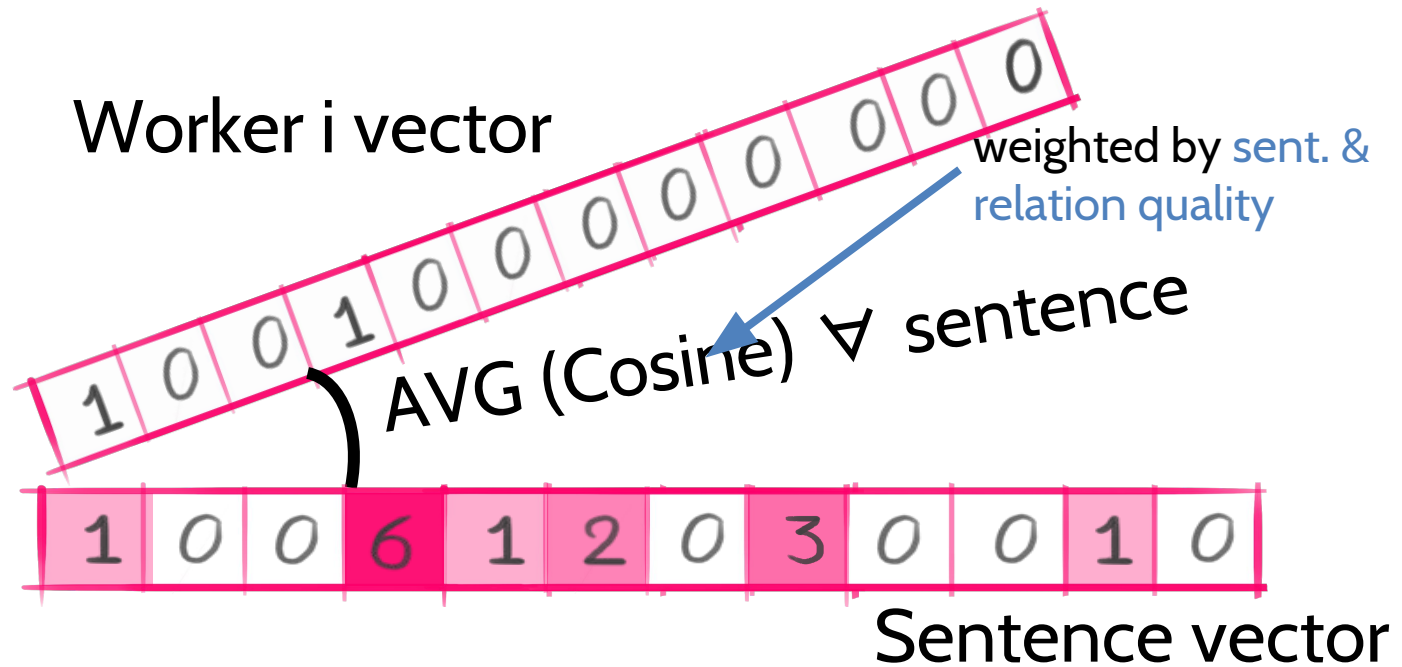 Worker i vector
1 0 0 1 0 0 0 0 0 0 0 0
weighted by sent. &
relation quality
AVG (Cosine) ∀ sentence
1 0 0 6 1 2 0 3 0 0 1 0
Sentence vector